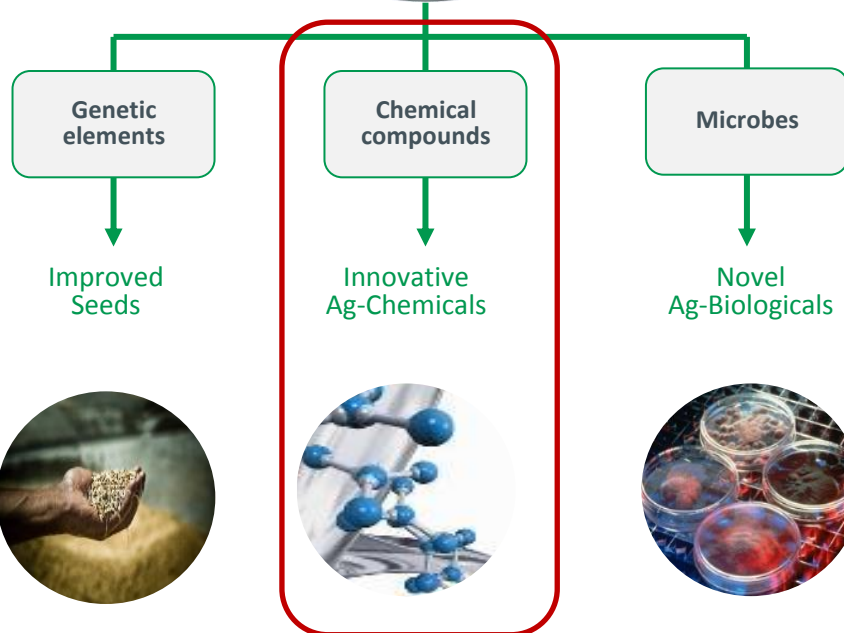 Genetic
elements
Chemical
compounds
Microbes
Improved
Seeds
Innovative
Ag-Chemicals
Novel
Ag-Biologicals